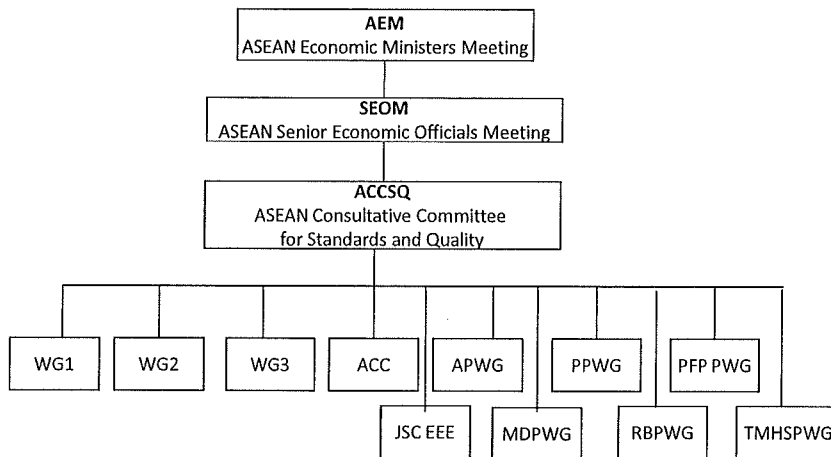 AEM
ASEAN Economic Ministers Meeting
SEOM
ASEAN Senior Economic Officials Meeting
ACCSQ
ASEAN Consultative Committee
for Standards and Quality
WG1
WG2
WG3
ACC
APWG
PPWG
PFP PWG
JSC EEE
MDPWG
RBPWG
TMHSPWG